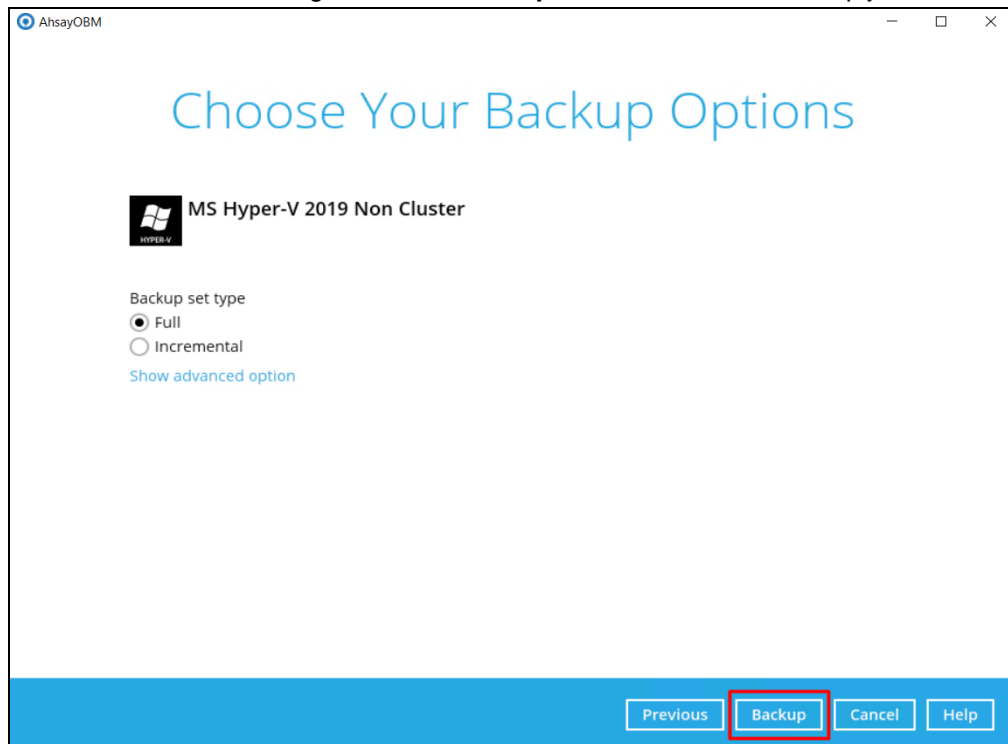 AhsayOBM
Choose Your Backup Options
MS Hyper-V 2019 Non Cluster
HYPER-V
Backup set type
Full
Incremental
Show advanced option
Previous Backup Cancel Help